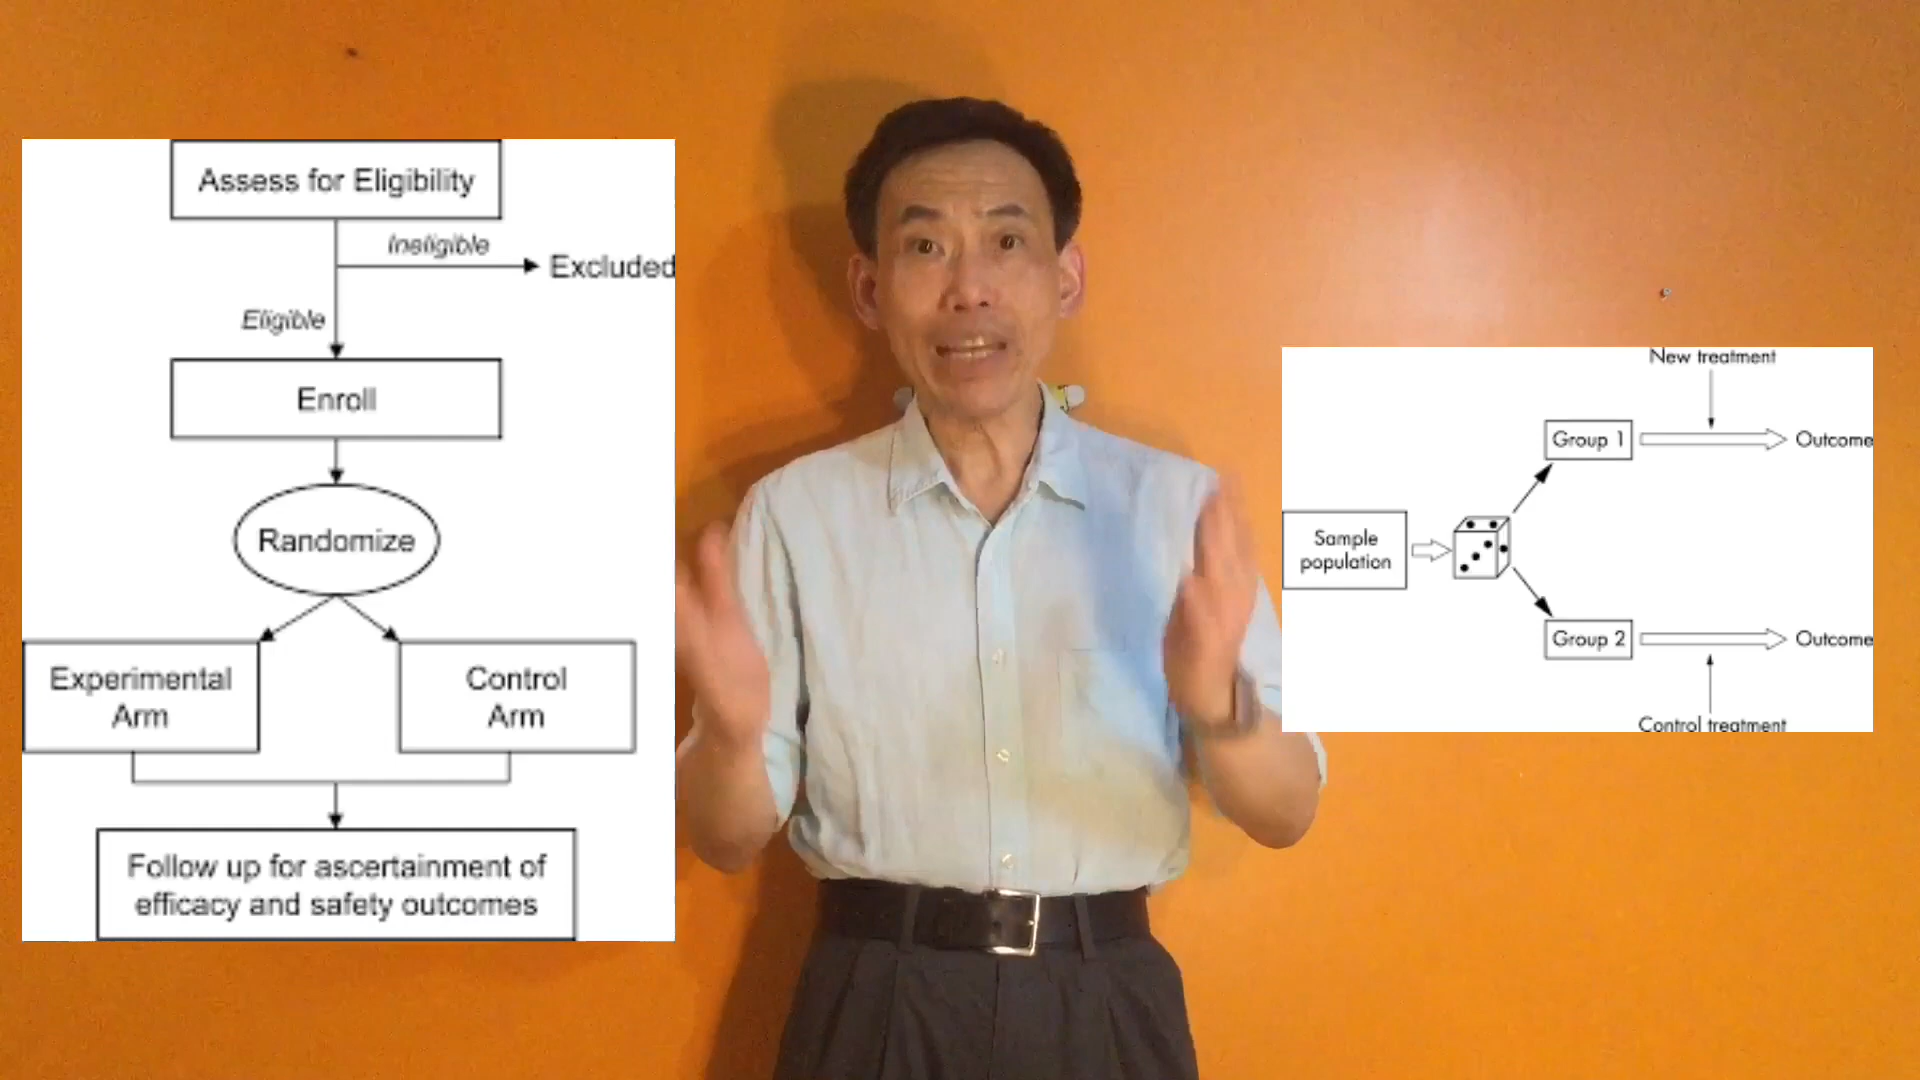 Assess for Eligibility
Ineligible
Excluded
Eligible
Enroll
Randomize
Experimental
Arm
Control
Arm
Follow up for ascertainment of
efficacy and safety outcomes
New treatment
Group 1
Outcome
Sample
population
Group 2
Outcome
Control treatment